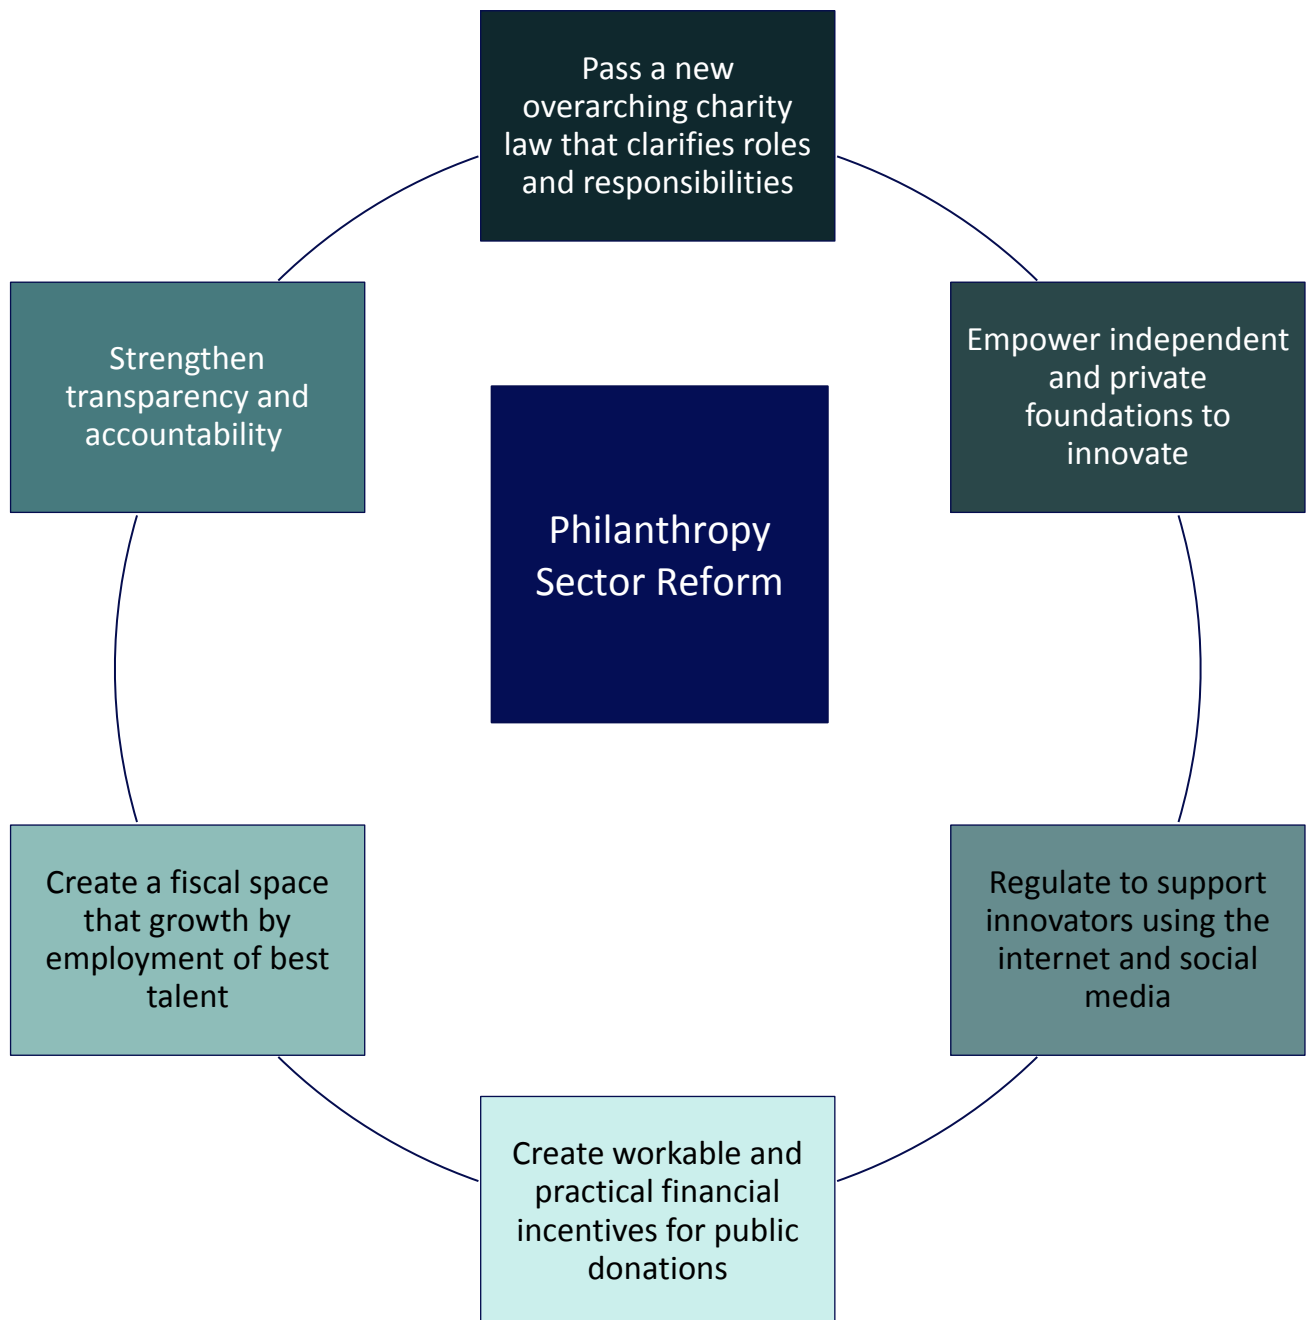 Pass a new
overarching charity
law that clarifies roles
and responsibilities
Empower independent
and private
foundations to
innovate
Regulate to support
innovators using the
internet and social
media
Create workable and
practical financial
incentives for public
donations
Create a fiscal space
that growth by
employment of best
talent
Strengthen
transparency and
accountability
Philanthropy
Sector Reform